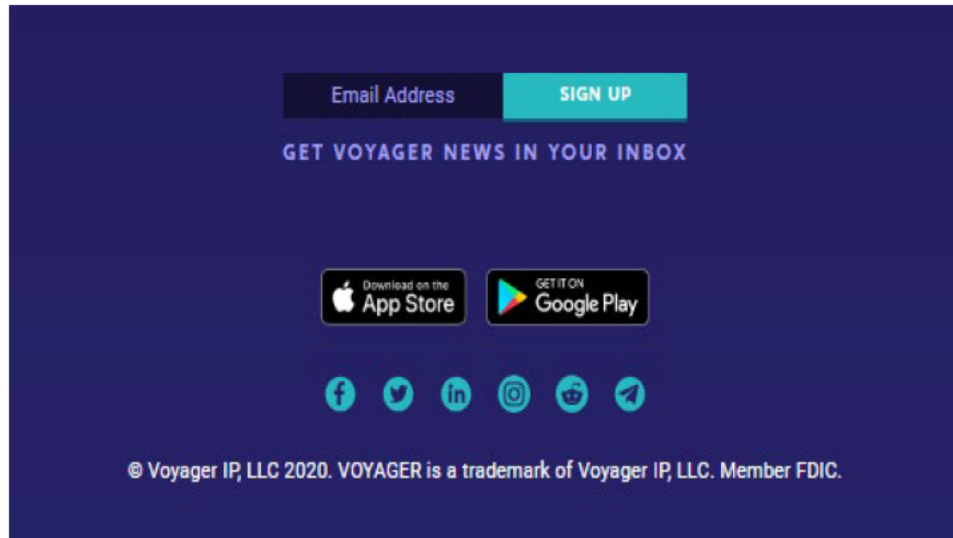 Email Address SIGN UP
GET VOYAGER NEWS IN YOUR INBOX
Download on the
App Store
GET IT ON
Google Play
© Voyager IP, LLC 2020. VOYAGER is a trademark of Voyager IP, LLC. Member FDIC.